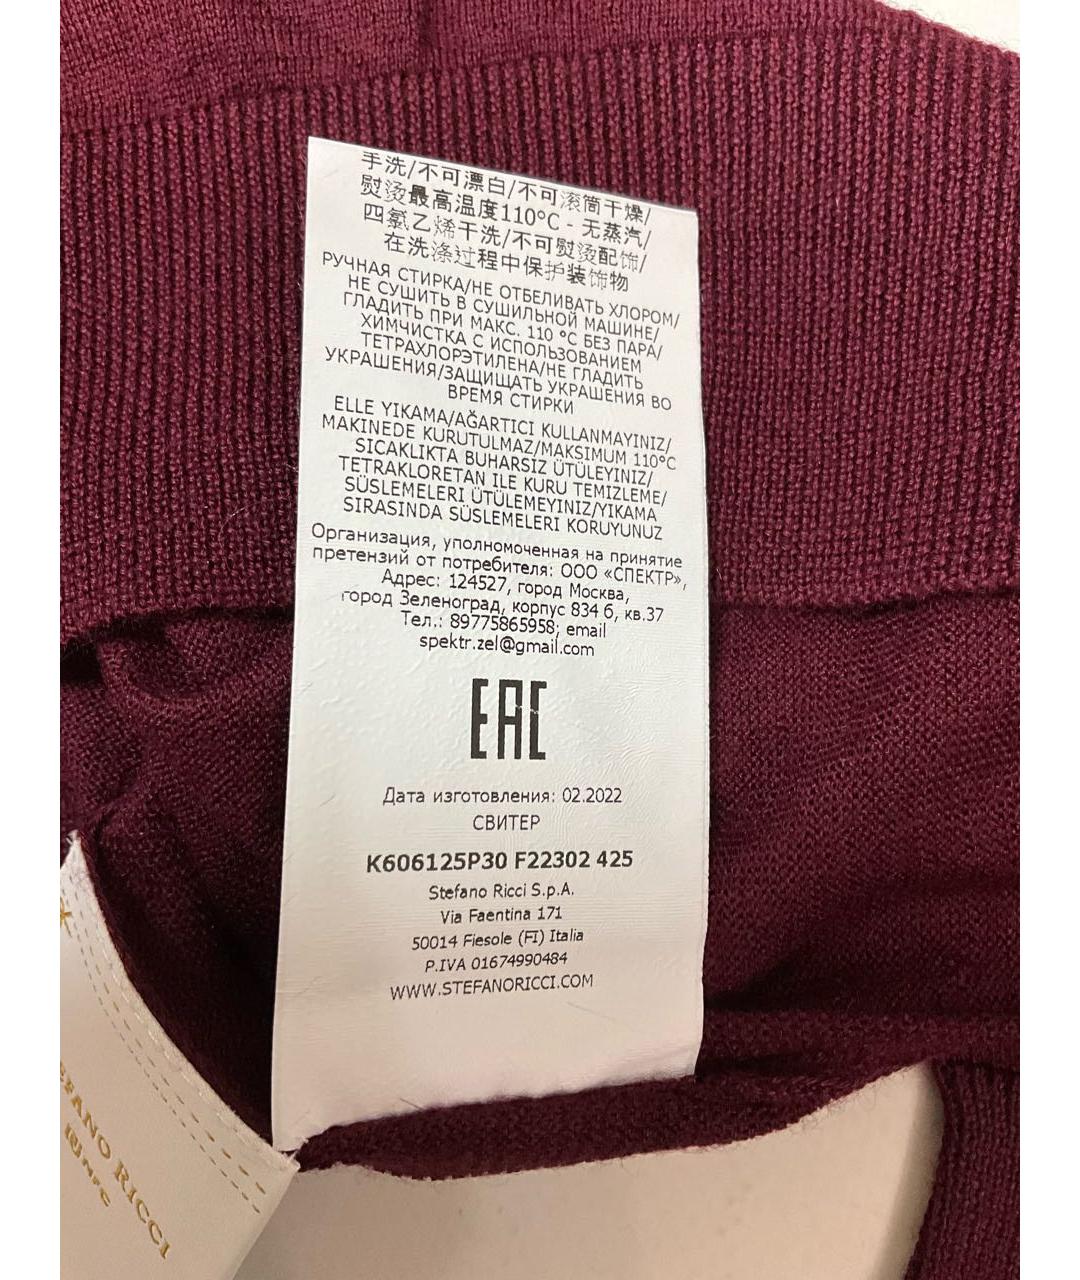 手洗/不可漂白/不可滚筒干燥/
熨烫最高温度110°C - 无蒸汽/
四氯乙烯干洗/不可熨烫配饰/
在洗涤过程中保护装饰物
РУЧНАЯ СТИРКА/НЕ ОТБЕЛИВАТЬ ХЛОРОМ/
НЕ СУШИТЬ В СУШИЛЬНОЙ МАШИНЕ/
ГЛАДИТЬ ПРИ МАКС. 110 °C БЕЗ ПАРА/
ХИМЧИСТКА С ИСПОЛЬЗОВАНИЕМ
ТЕТРАХЛОРЭТИЛЕНА/НЕ ГЛАДИТЬ
УКРАШЕНИЯ/ЗАЩИЩАТЬ УКРАШЕНИЯ ВО
ВРЕМЯ СТИРКИ
ELLE YIKAMA/AĞARTICI KULLANMAYINIZ/
MAKINEDE KURUTULMAZ/MAKSIMUM 110°C
SICAKLIKTA BUHARSIZ ÜTÜLEYINIZ/
TETRAKLORETAN ILE KURU TEMIZLEME/
SÜSLEMELERI ÜTÜLEMEYINIZ/YIKAMA
SIRASINDA SÜSLEMELERI KORUYUNUZ
Организация, уполномоченная на принятие
претензий от потребителя: ООО «СПЕКТР»,
Адрес: 124527, город Москва,
город Зеленоград, корпус 834 б, кв.37
Тел.: 89775865958; email
spektr.zel@gmail.com
EAC
Дата изготовления: 02.2022
СВИТЕР
K606125P30 F22302 425
Stefano Ricci S.p.A.
Via Faentina 171
50014 Fiesole (FI) Italia
P.IVA 01674990484
WWW.STEFANORICCI.COM
RICCI